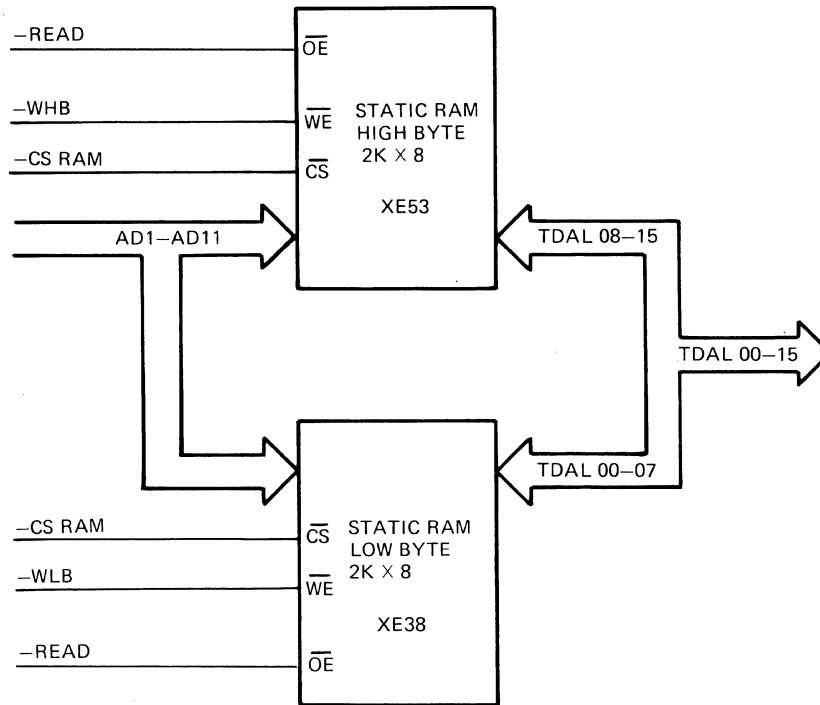 –READ
OE
–WHB
WE
STATIC RAM
HIGH BYTE
2K X 8
–CS RAM
CS
XE53
AD1–AD11
TDAL 08–15
TDAL 00–15
TDAL 00–07
–CS RAM
CS
STATIC RAM
LOW BYTE
2K X 8
–WLB
WE
XE38
–READ
OE